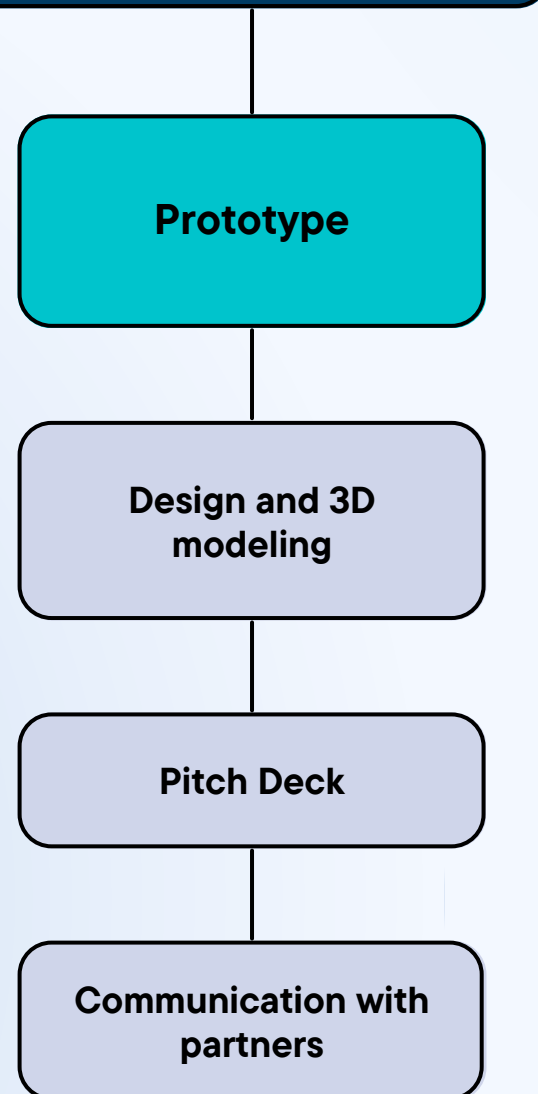 Prototype
Design and 3D
modeling
Pitch Deck
Communication with
partners